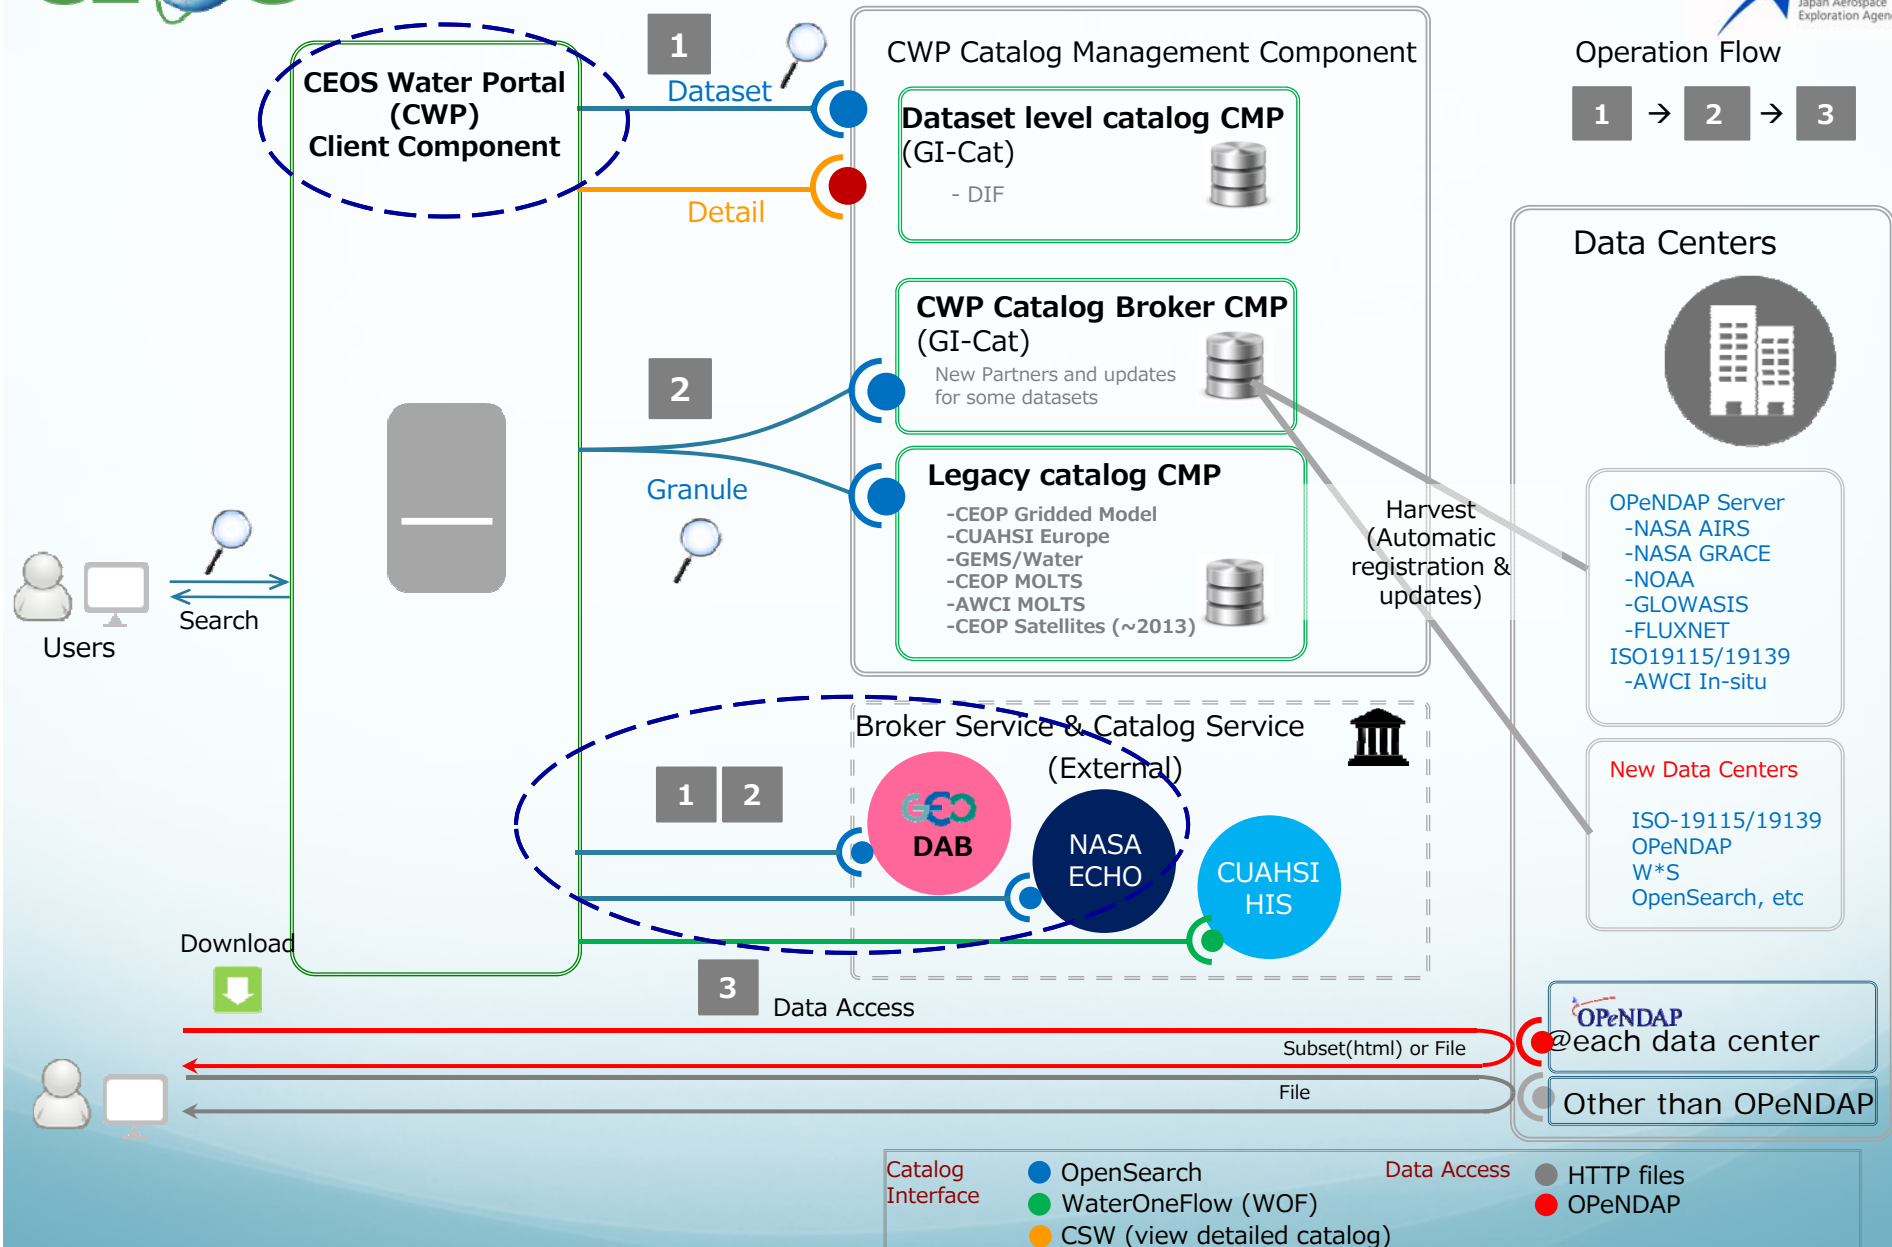 Japan Aerospace
Exploration Agen
CEOS Water Portal
(CWP)
Client Component
1
Dataset
Detail
CWP Catalog Management Component
Dataset level catalog CMP
(GI-Cat)
- DIF
Operation Flow
1 → 2 → 3
CWP Catalog Broker CMP
(GI-Cat)
New Partners and updates
for some datasets
2
Granule
Legacy catalog CMP
-CEOP Gridded Model
-CUAHSI Europe
-GEMS/Water
-CEOP MOLTS
-AWCI MOLTS
-CEOP Satellites (~2013)
Harvest
(Automatic
registration &
updates)
Data Centers
OPeNDAP Server
-NASA AIRS
-NASA GRACE
-NOAA
-GLOWASIS
-FLUXNET
ISO19115/19139
-AWCI In-situ
New Data Centers
ISO-19115/19139
OPeNDAP
W*S
OpenSearch, etc
Search
Users
Broker Service & Catalog Service
(External)
1 2
GEO
DAB
NASA
ECHO
CUAHSI
HIS
Download
3
Data Access
Subset(html) or File
File
OPeNDAP
@each data center
Other than OPeNDAP
Catalog
Interface
OpenSearch
WaterOneFlow (WOF)
CSW (view detailed catalog)
Data Access
HTTP files
OPeNDAP